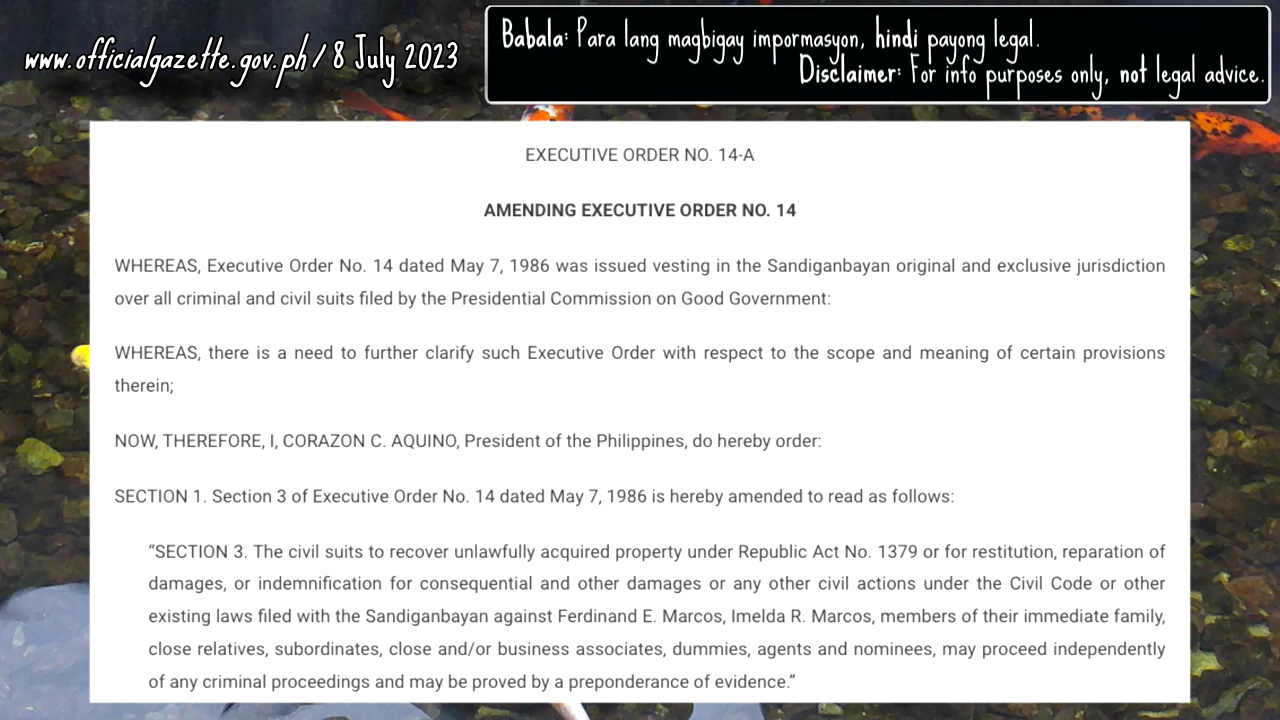 www.officialgazette.gov.ph / 8 July 2023
Babala: Para lang magbigay impormasyon, hindi payong legal.
Disclaimer: For info purposes only, not legal advice.
EXECUTIVE ORDER NO. 14-A
AMENDING EXECUTIVE ORDER NO. 14
WHEREAS, Executive Order No. 14 dated May 7, 1986 was issued vesting in the Sandiganbayan original and exclusive jurisdiction
over all criminal and civil suits filed by the Presidential Commission on Good Government:
WHEREAS, there is a need to further clarify such Executive Order with respect to the scope and meaning of certain provisions
therein;
NOW, THEREFORE, I, CORAZON C. AQUINO, President of the Philippines, do hereby order:
SECTION 1. Section 3 of Executive Order No. 14 dated May 7, 1986 is hereby amended to read as follows:
“SECTION 3. The civil suits to recover unlawfully acquired property under Republic Act No. 1379 or for restitution, reparation of
damages, or indemnification for consequential and other damages or any other civil actions under the Civil Code or other
existing laws filed with the Sandiganbayan against Ferdinand E. Marcos, Imelda R. Marcos, members of their immediate family,
close relatives, subordinates, close and/or business associates, dummies, agents and nominees, may proceed independently
of any criminal proceedings and may be proved by a preponderance of evidence.”